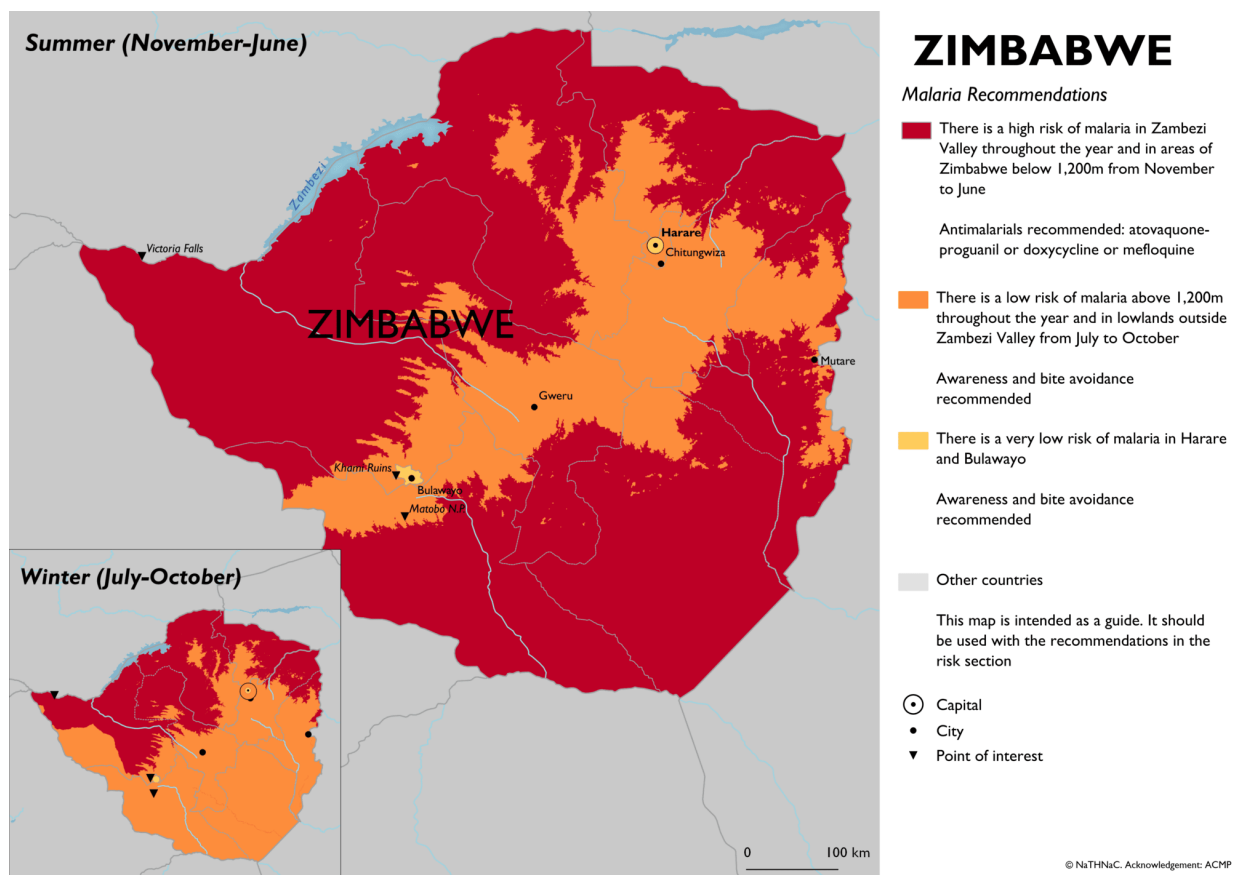 Summer (November-June)
Zambezi
Victoria Falls
Harare
Chitungwiza
ZIMBABWE
Mutare
Gweru
Khami Ruins
Bulawayo
Matobo N.P.
Winter (July-October)
0 100 km
ZIMBABWE
Malaria Recommendations
There is a high risk of malaria in Zambezi
Valley throughout the year and in areas of
Zimbabwe below 1,200m from November
to June
Antimalarials recommended: atovaquone-
proguanil or doxycycline or mefloquine
There is a low risk of malaria above 1,200m
throughout the year and in lowlands outside
Zambezi Valley from July to October
Awareness and bite avoidance
recommended
There is a very low risk of malaria in Harare
and Bulawayo
Awareness and bite avoidance
recommended
Other countries
This map is intended as a guide. It should
be used with the recommendations in the
risk section
Capital
City
Point of interest
© NaTHNaC. Acknowledgement: ACMP